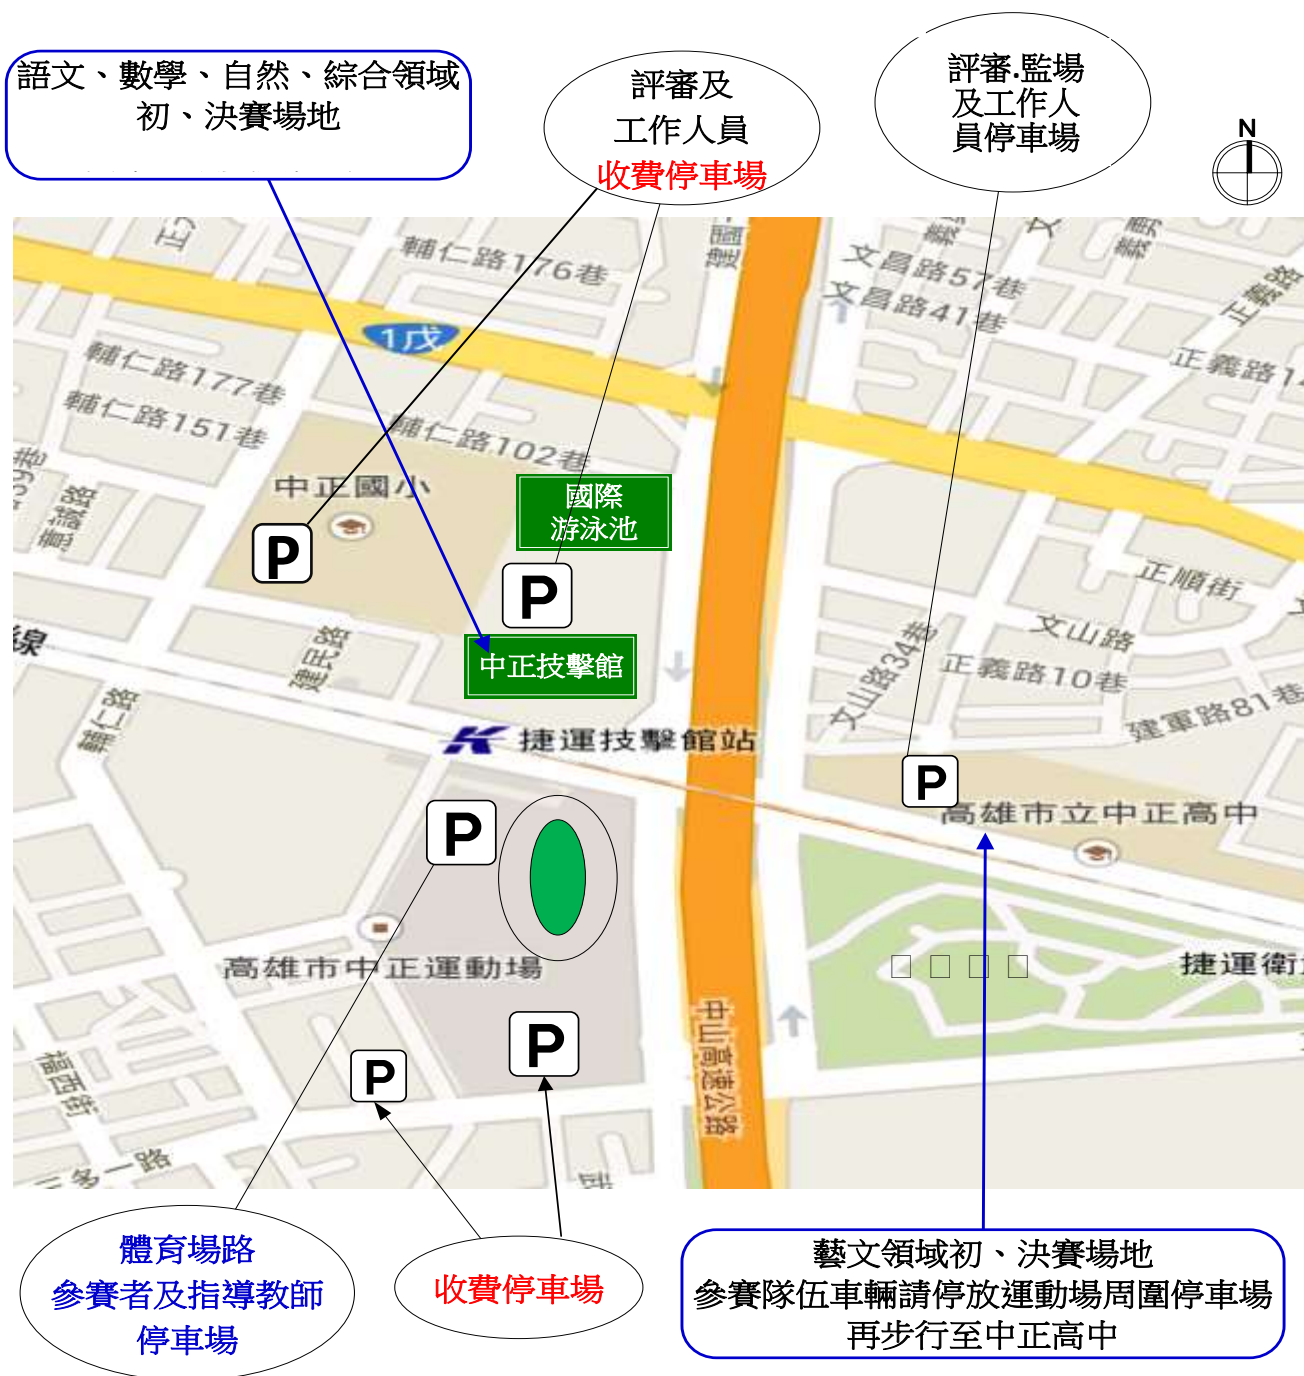 語文、數學、自然、綜合領域
初、決賽場地
評審及
工作人員
收費停車場
評審.監場
及工作人
員停車場
N
輔仁路176巷
文昌路57巷
文昌路41巷
正義路
1戊
輔仁路177巷
輔仁路151巷
輔仁路102巷
中正國小
國際
游泳池
P
P
正順街
文山路
文山路34巷
正義路10巷
建軍路81巷
建民路
輔仁路
中正技擊館
捷運技擊館站
P
P
高雄市立中正高中
高雄市中正運動場
P
P
中山高速公路
福西街
體育場路
參賽者及指導教師
停車場
收費停車場
藝文領域初、決賽場地
參賽隊伍車輛請停放運動場周圍停車場
再步行至中正高中